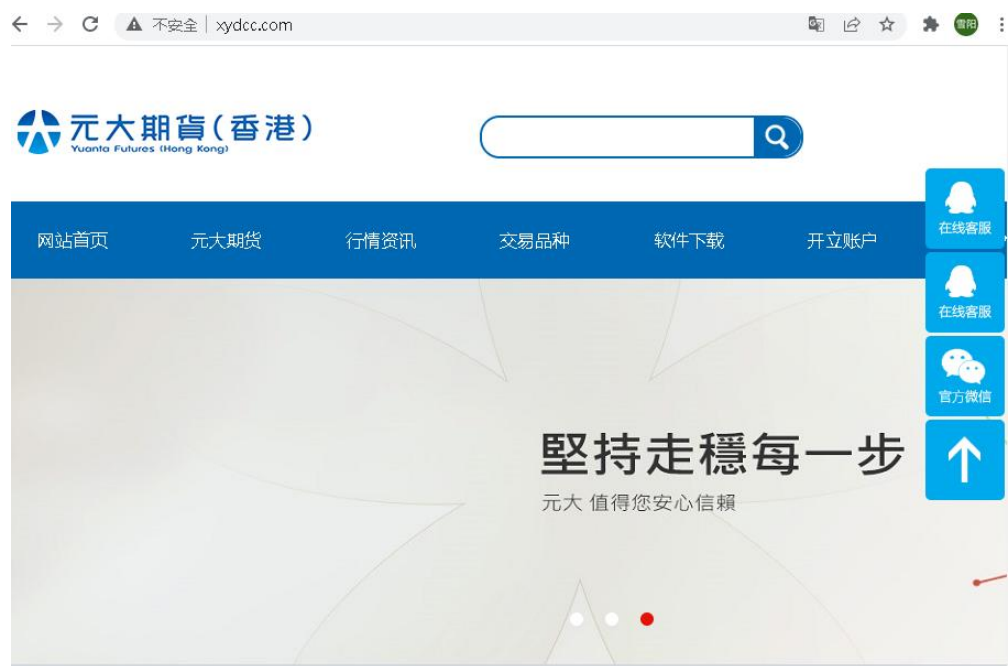 不安全 xydcc.com
雪阳
元大期貨(香港)
Yuanta Futures (Hong Kong)
网站首页 元大期货 行情资讯 交易品种 软件下载 开立账户
在线客服
在线客服
官方微信
堅持走穩每一步
元大 值得您安心信賴